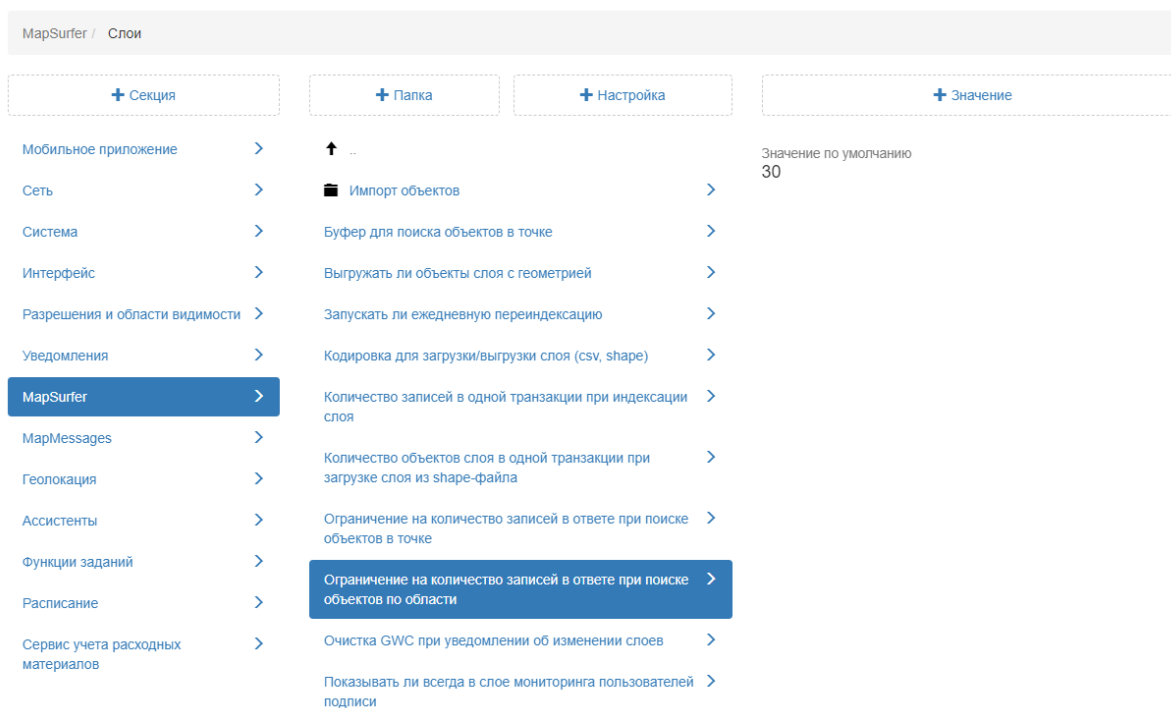 MapSurfer / Слои
+ Секция
Мобильное приложение
Сеть
Система
Интерфейс
Разрешения и области видимости
Уведомления
MapSurfer
MapMessages
Геолокация
Ассистенты
Функции заданий
Расписание
Сервис учета расходных
материалов
+ Папка
+ Настройка
..
Импорт объектов
Буфер для поиска объектов в точке
Выгружать ли объекты слоя с геометрией
Запускать ли ежедневную переиндексацию
Кодировка для загрузки/выгрузки слоя (csv, shape)
Количество записей в одной транзакции при индексации
слоя
Количество объектов слоя в одной транзакции при
загрузке слоя из shape-файла
Ограничение на количество записей в ответе при поиске
объектов в точке
Ограничение на количество записей в ответе при поиске
объектов по области
Очистка GWC при уведомлении об изменении слоев
Показывать ли всегда в слое мониторинга пользователей
подписи
+ Значение
Значение по умолчанию
30